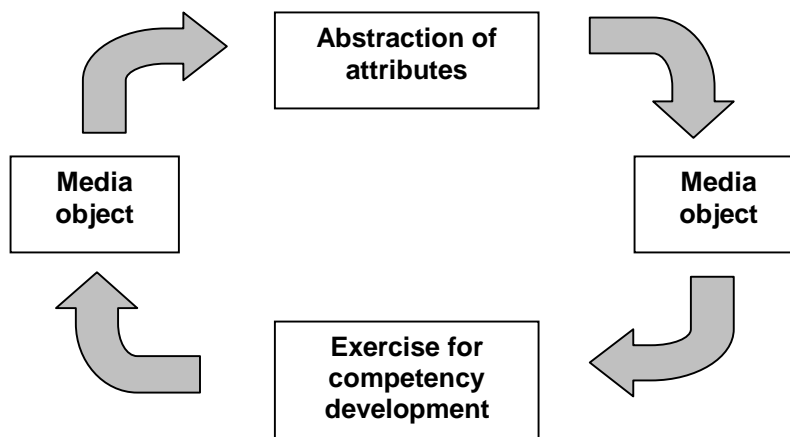 Abstraction of
attributes
Media
object
Media
object
Exercise for
competency
development